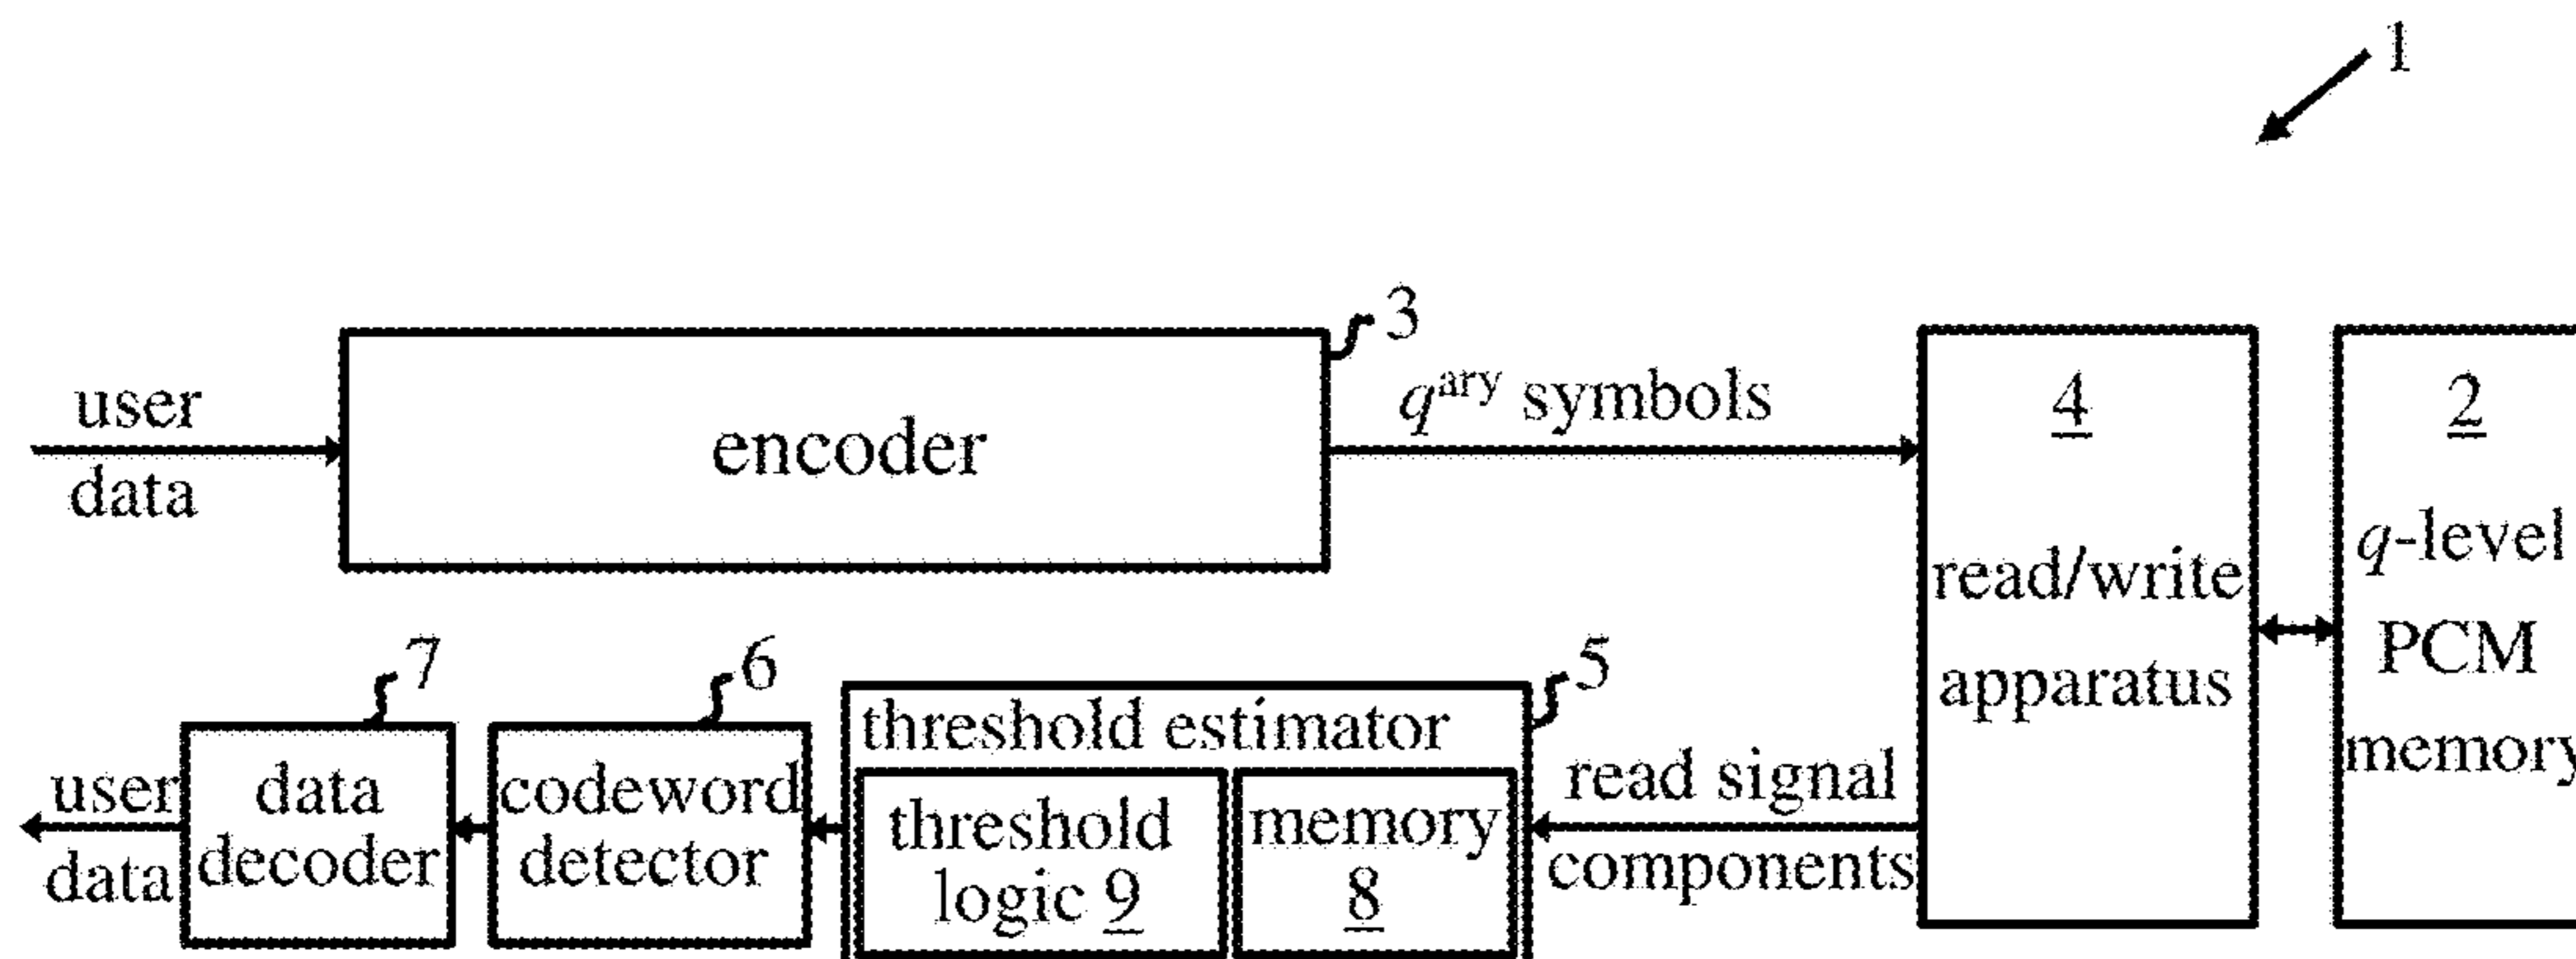 1
3
user
data
encoder
q^ary symbols
4
read/write
apparatus
2
q-level
PCM
memory
7
6
5
user
data
data
decoder
codeword
detector
threshold estimator
threshold
logic 9
memory
8
read signal
components